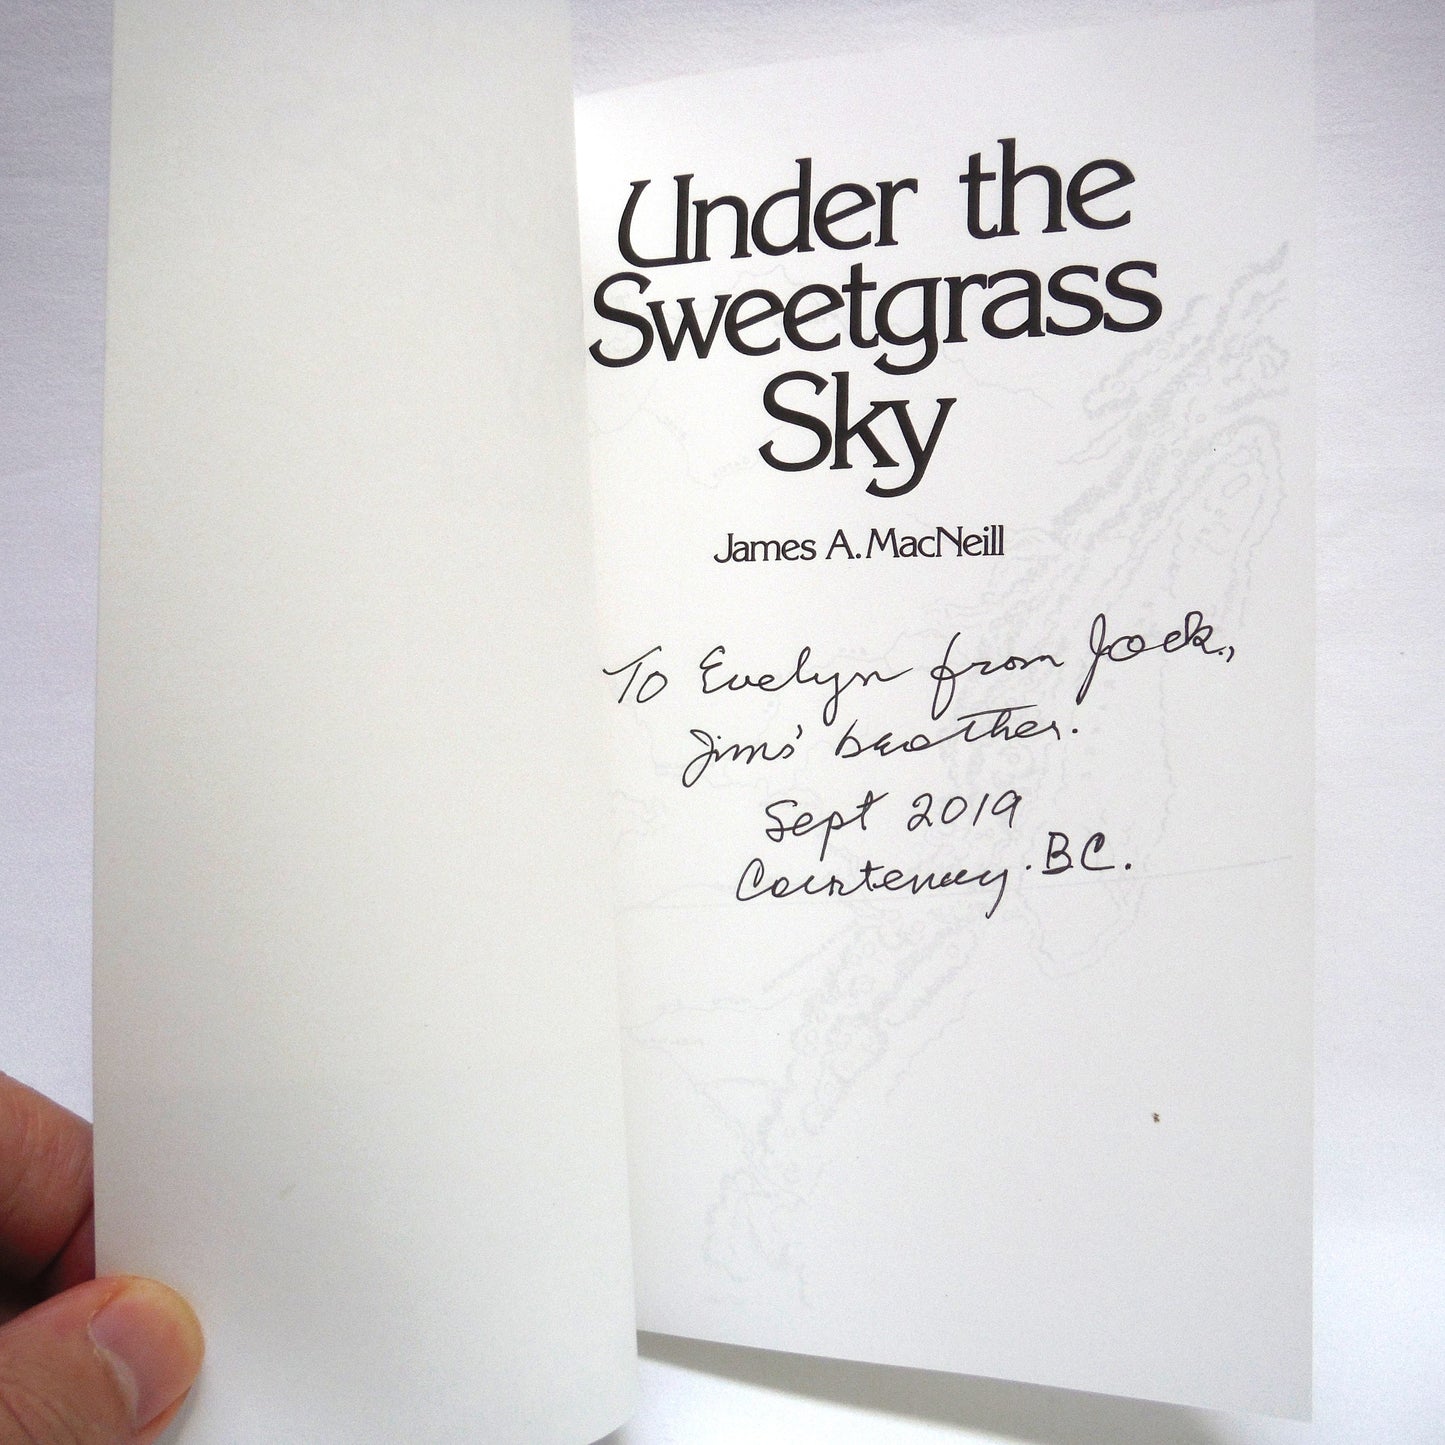 Under the
Sweetgrass
Sky
James A. MacNeill
To Evelyn from Jock.,
Jims' brother.
Sept 2019
Courtenay. BC.